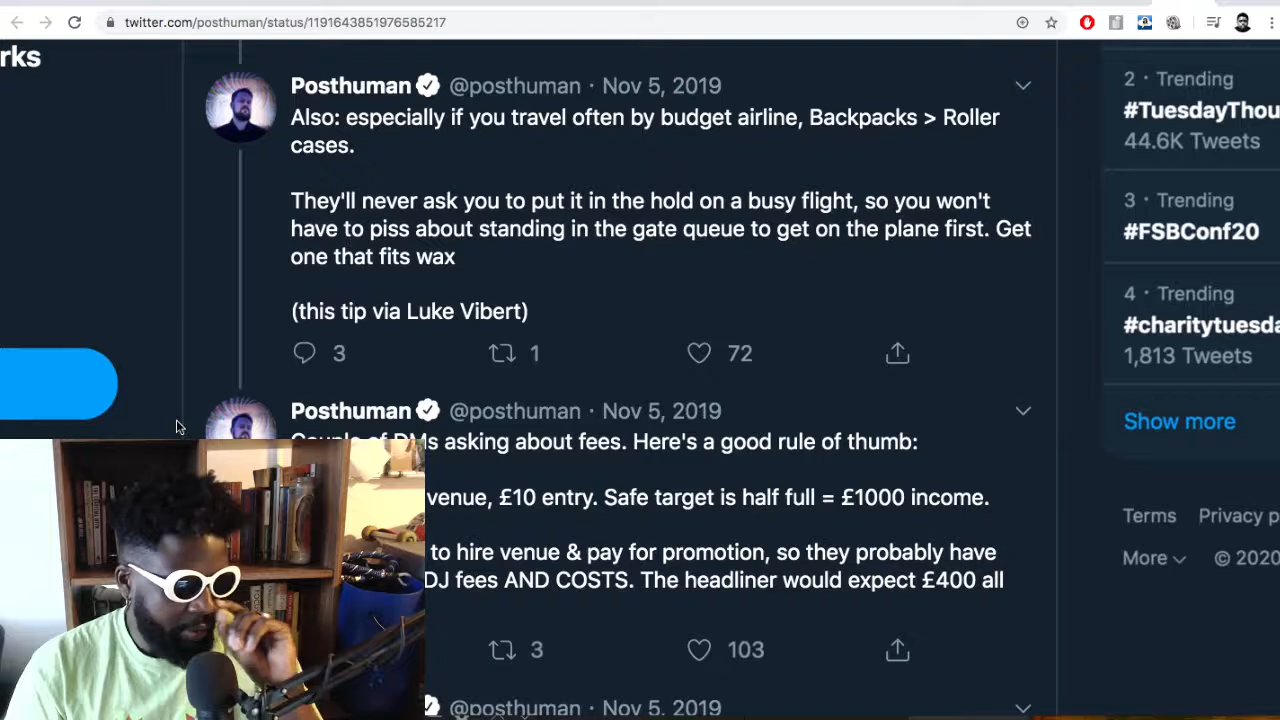 twitter.com/posthuman/status/1191643851976585217
rks
Posthuman @posthuman · Nov 5, 2019
Also: especially if you travel often by budget airline, Backpacks > Roller
cases.
They'll never ask you to put it in the hold on a busy flight, so you won't
have to piss about standing in the gate queue to get on the plane first. Get
one that fits wax
(this tip via Luke Vibert)
3 1 72
Posthuman @posthuman · Nov 5, 2019
Couple of DMs asking about fees. Here's a good rule of thumb:
venue, £10 entry. Safe target is half full = £1000 income.
to hire venue & pay for promotion, so they probably have
DJ fees AND COSTS. The headliner would expect £400 all
3 103
@posthuman · Nov 5, 2019
2 · Trending
#TuesdayThou
44.6K Tweets
3 · Trending
#FSBConf20
4 · Trending
#charitytuesda
1,813 Tweets
Show more
Terms Privacy p
More © 2020